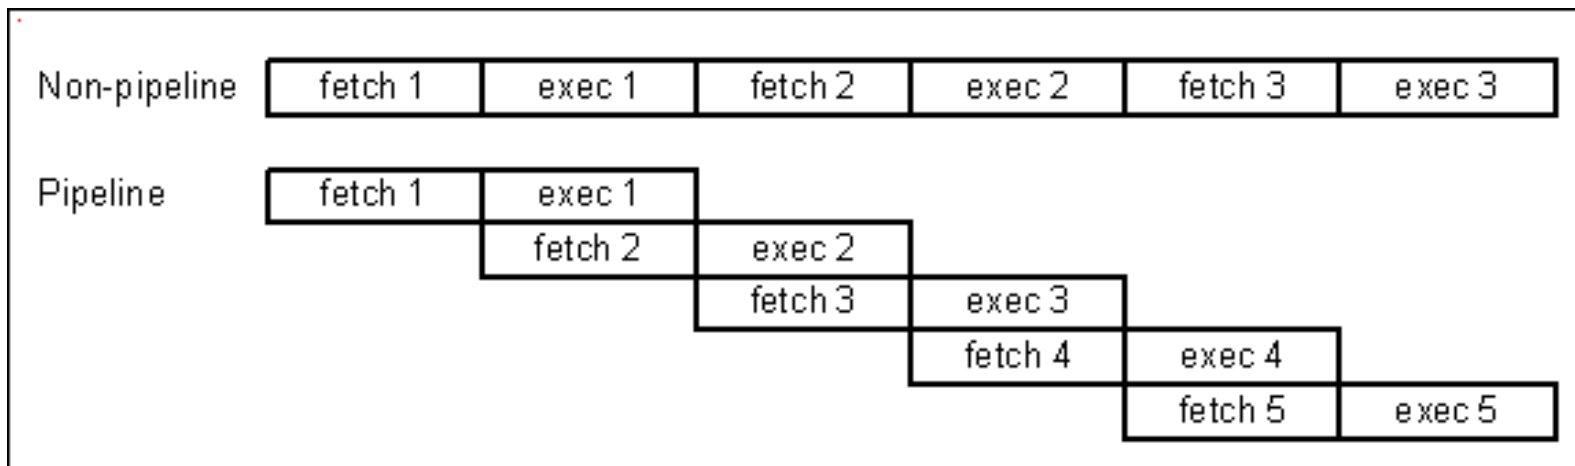 Non-pipeline fetch 1 exec 1 fetch 2 exec 2 fetch 3 exec 3
Pipeline fetch 1 exec 1
fetch 2 exec 2
fetch 3 exec 3
fetch 4 exec 4
fetch 5 exec 5